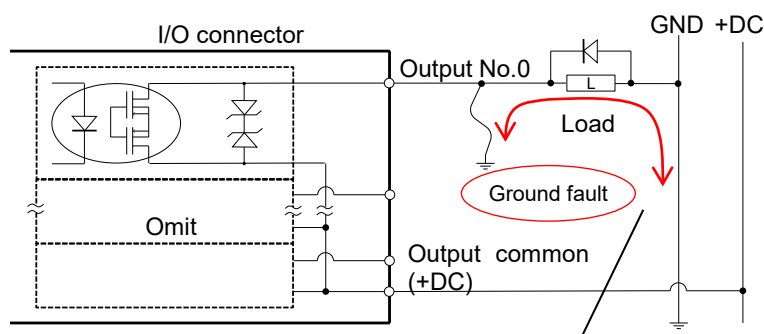 GND +DC
I/O connector
Output No.0
L
Load
Ground fault
Omit
Output common
(+DC)